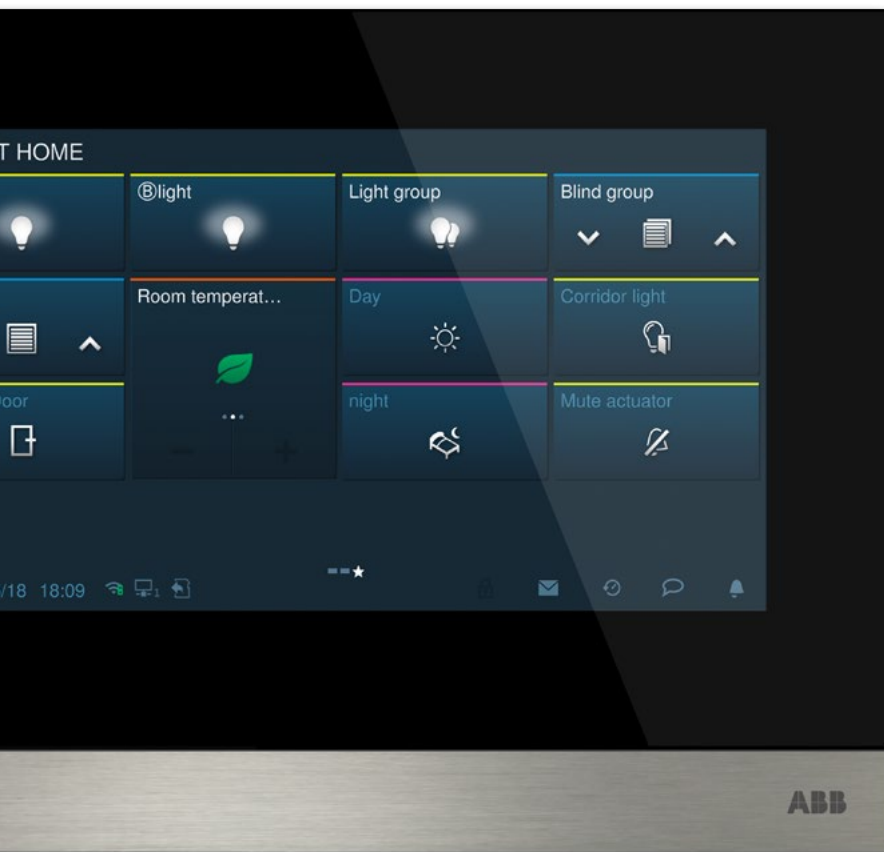 T HOME
Ⓑlight
Light group
Blind group
Room temperat...
Day
Corridor light
oor
night
Mute actuator
/18 18:09
1
ABB